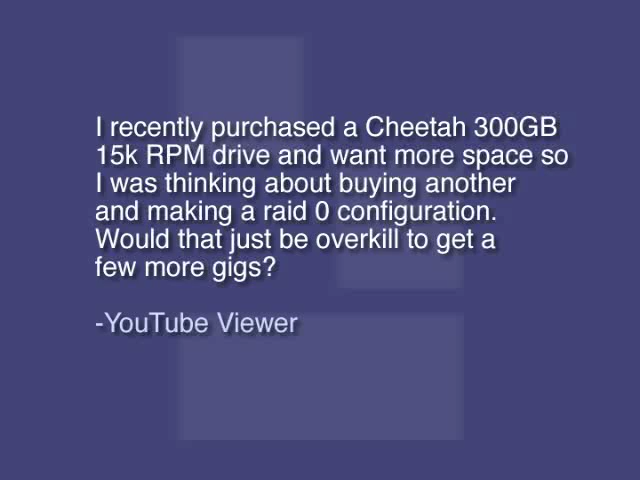 I recently purchased a Cheetah 300GB
15k RPM drive and want more space so
I was thinking about buying another
and making a raid 0 configuration.
Would that just be overkill to get a
few more gigs?
-YouTube Viewer